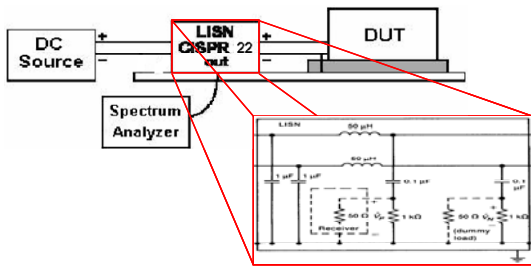 DC
Source
+
−
LISN
CISPR 22
out
+
−
DUT
Spectrum
Analyzer
LISN
50 μH
50 μH
1 μF
1 μF
0.1 μF
0.1
μF
50 Ω
1 kΩ
Receiver
50 Ω
1 kΩ
(dummy
load)